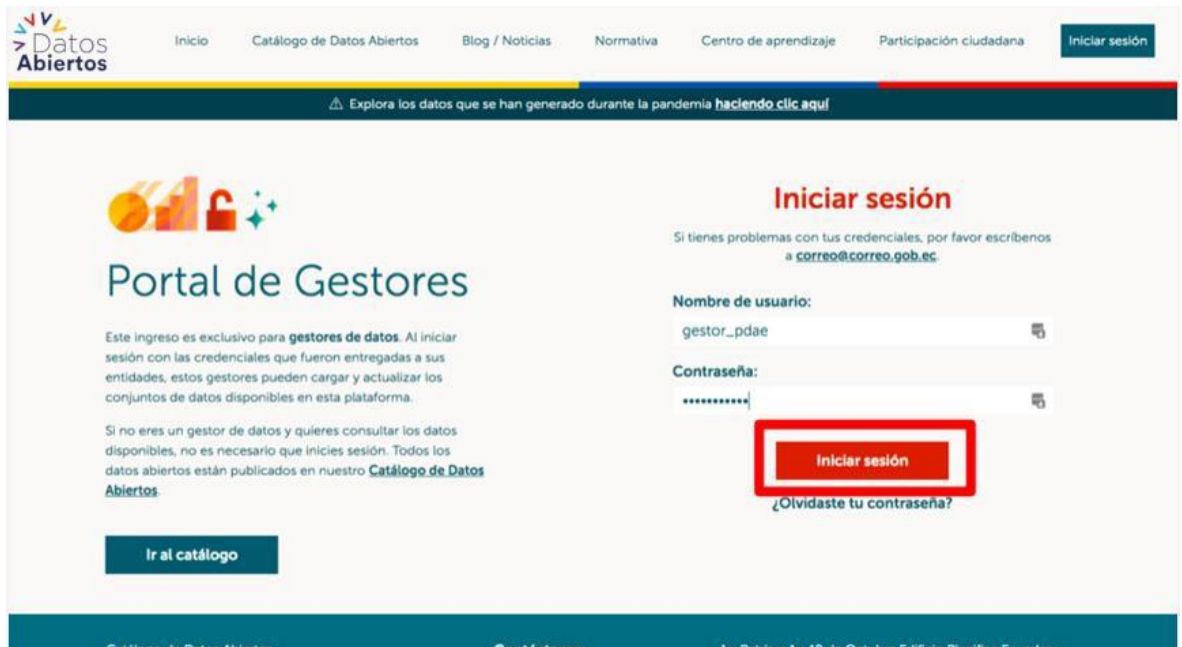 Datos
Abiertos
Inicio
Catálogo de Datos Abiertos
Blog / Noticias
Normativa
Centro de aprendizaje
Participación ciudadana
Iniciar sesión
⚠ Explora los datos que se han generado durante la pandemia haciendo clic aquí
Portal de Gestores
Este ingreso es exclusivo para gestores de datos. Al iniciar
sesión con las credenciales que fueron entregadas a sus
entidades, estos gestores pueden cargar y actualizar los
conjuntos de datos disponibles en esta plataforma.
Si no eres un gestor de datos y quieres consultar los datos
disponibles, no es necesario que inicies sesión. Todos los
datos abiertos están publicados en nuestro Catálogo de Datos
Abiertos.
Ir al catálogo
Iniciar sesión
Si tienes problemas con tus credenciales, por favor escríbenos
a correo@correo.gob.ec.
Nombre de usuario:
gestor_pdae
Contraseña:
•••••••••••
Iniciar sesión
¿Olvidaste tu contraseña?